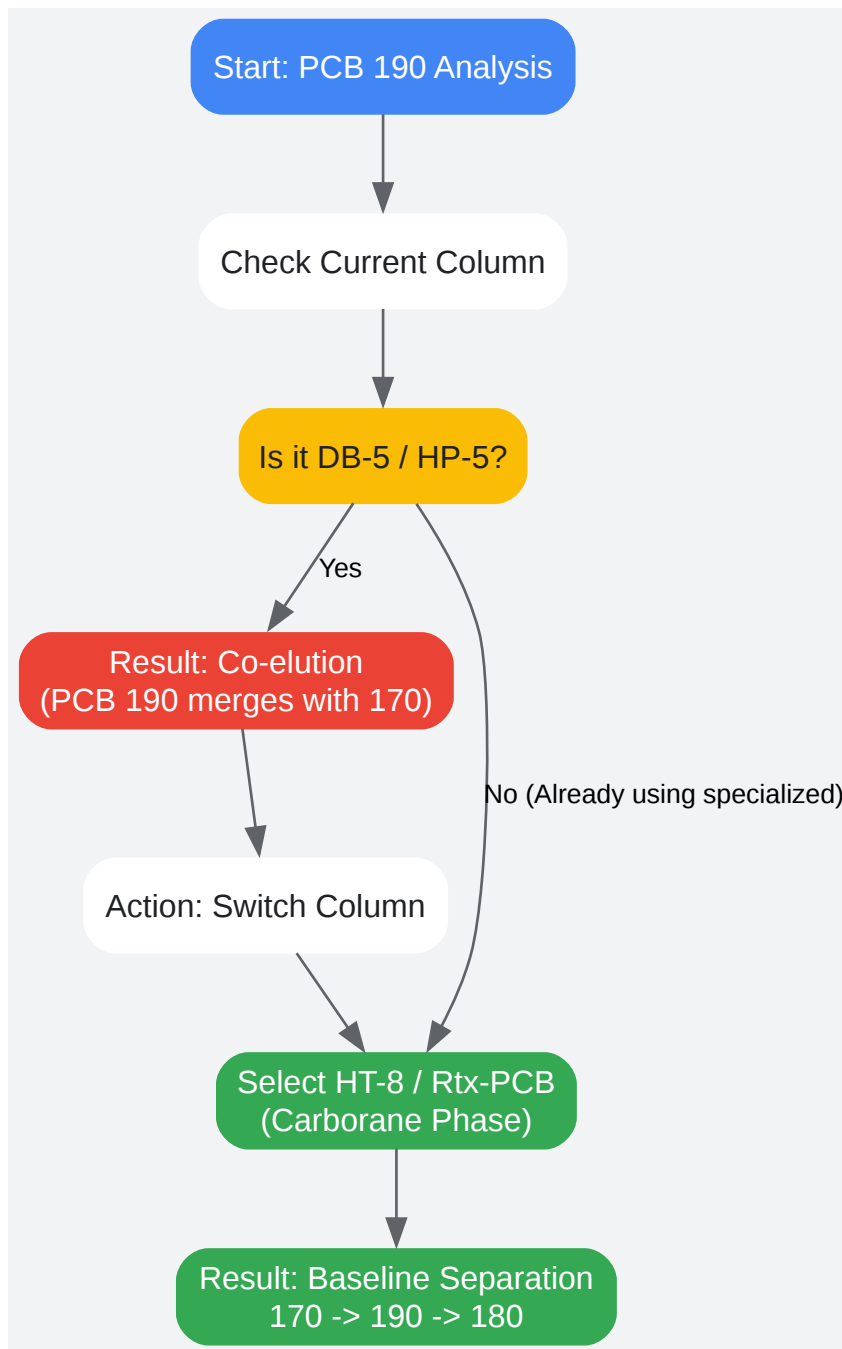 Start: PCB 190 Analysis
Check Current Column
Is it DB-5 / HP-5?
Yes
Result: Co-elution
(PCB 190 merges with 170)
No (Already using specialized)
Action: Switch Column
Select HT-8 / Rtx-PCB
(Carborane Phase)
Result: Baseline Separation
170 -> 190 -> 180